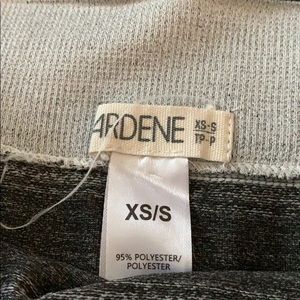 ARDENE XS-S
TP-P
XS/S
95% POLYESTER/
POLYESTER